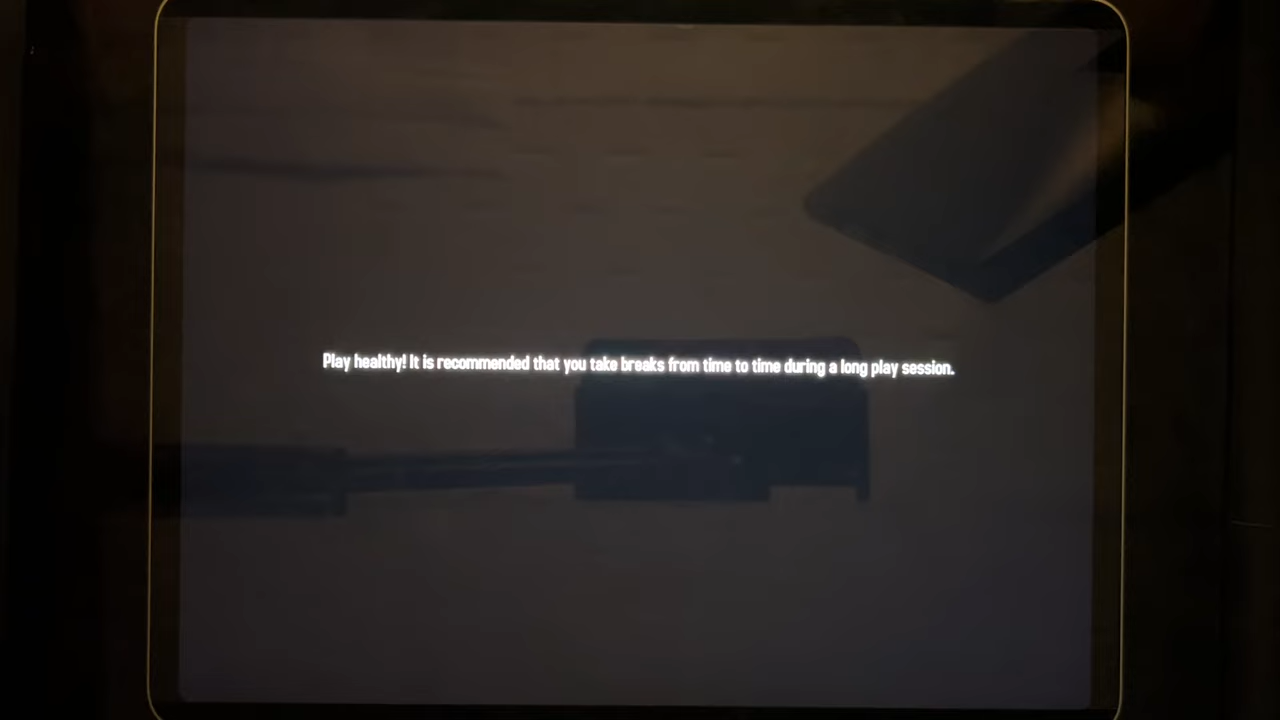 Play healthy! It is recommended that you take breaks from time to time during a long play session.